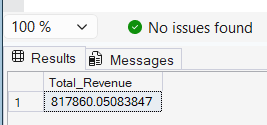 100 %
No issues found
Results
Messages
Total_Revenue
1
817860.05083847